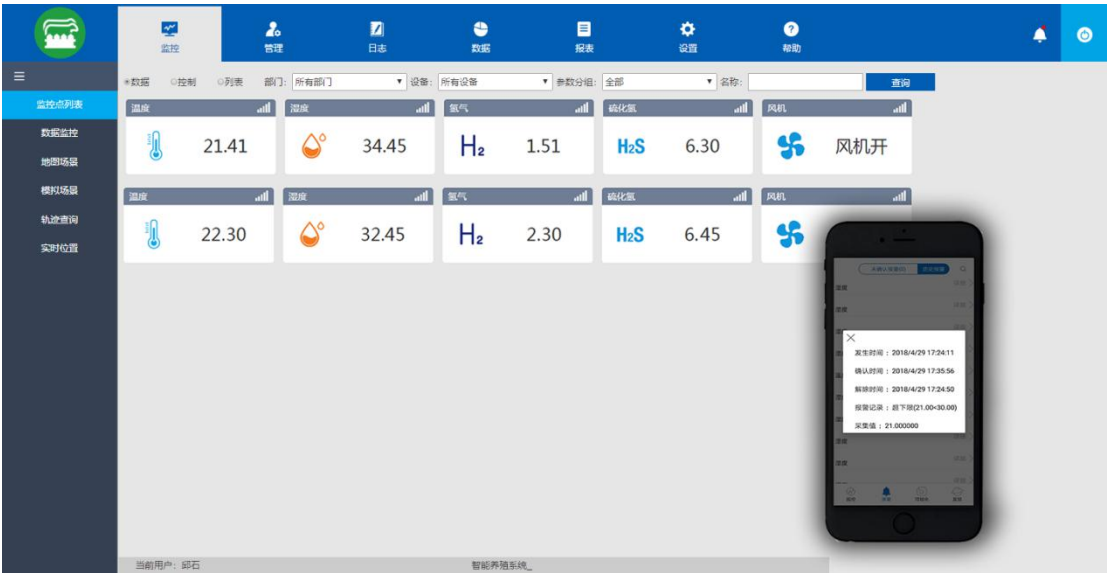 监控 管理 日志 数据 报表 设置 帮助
数据 控制 列表 部门: 所有部门 设备: 所有设备 参数分组: 全部 名称: 查询
监控点列表
数据监控
地图场景
模拟场景
轨迹查询
实时位置
温度 湿度 氢气 硫化氢 风机
21.41 34.45 H₂ 1.51 H₂S 6.30 风机开
温度 湿度 氢气 硫化氢 风机
22.30 32.45 H₂ 2.30 H₂S 6.45
发生时间：2018/4/29 17:24:11
确认时间：2018/4/29 17:35:56
解除时间：2018/4/29 17:24:50
报警记录：超下限(21.00<30.00)
采集值：21.000000
当前用户：邱石 智能养殖系统_